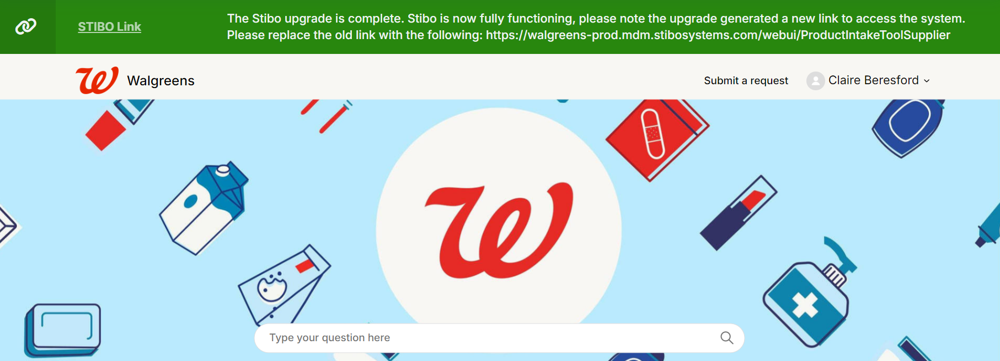 STIBO Link
The Stibo upgrade is complete. Stibo is now fully functioning, please note the upgrade generated a new link to access the system.
Please replace the old link with the following: https://walgreens-prod.mdm.stibosystems.com/webui/ProductIntakeToolSupplier
W Walgreens
Submit a request
Claire Beresford
W
Type your question here